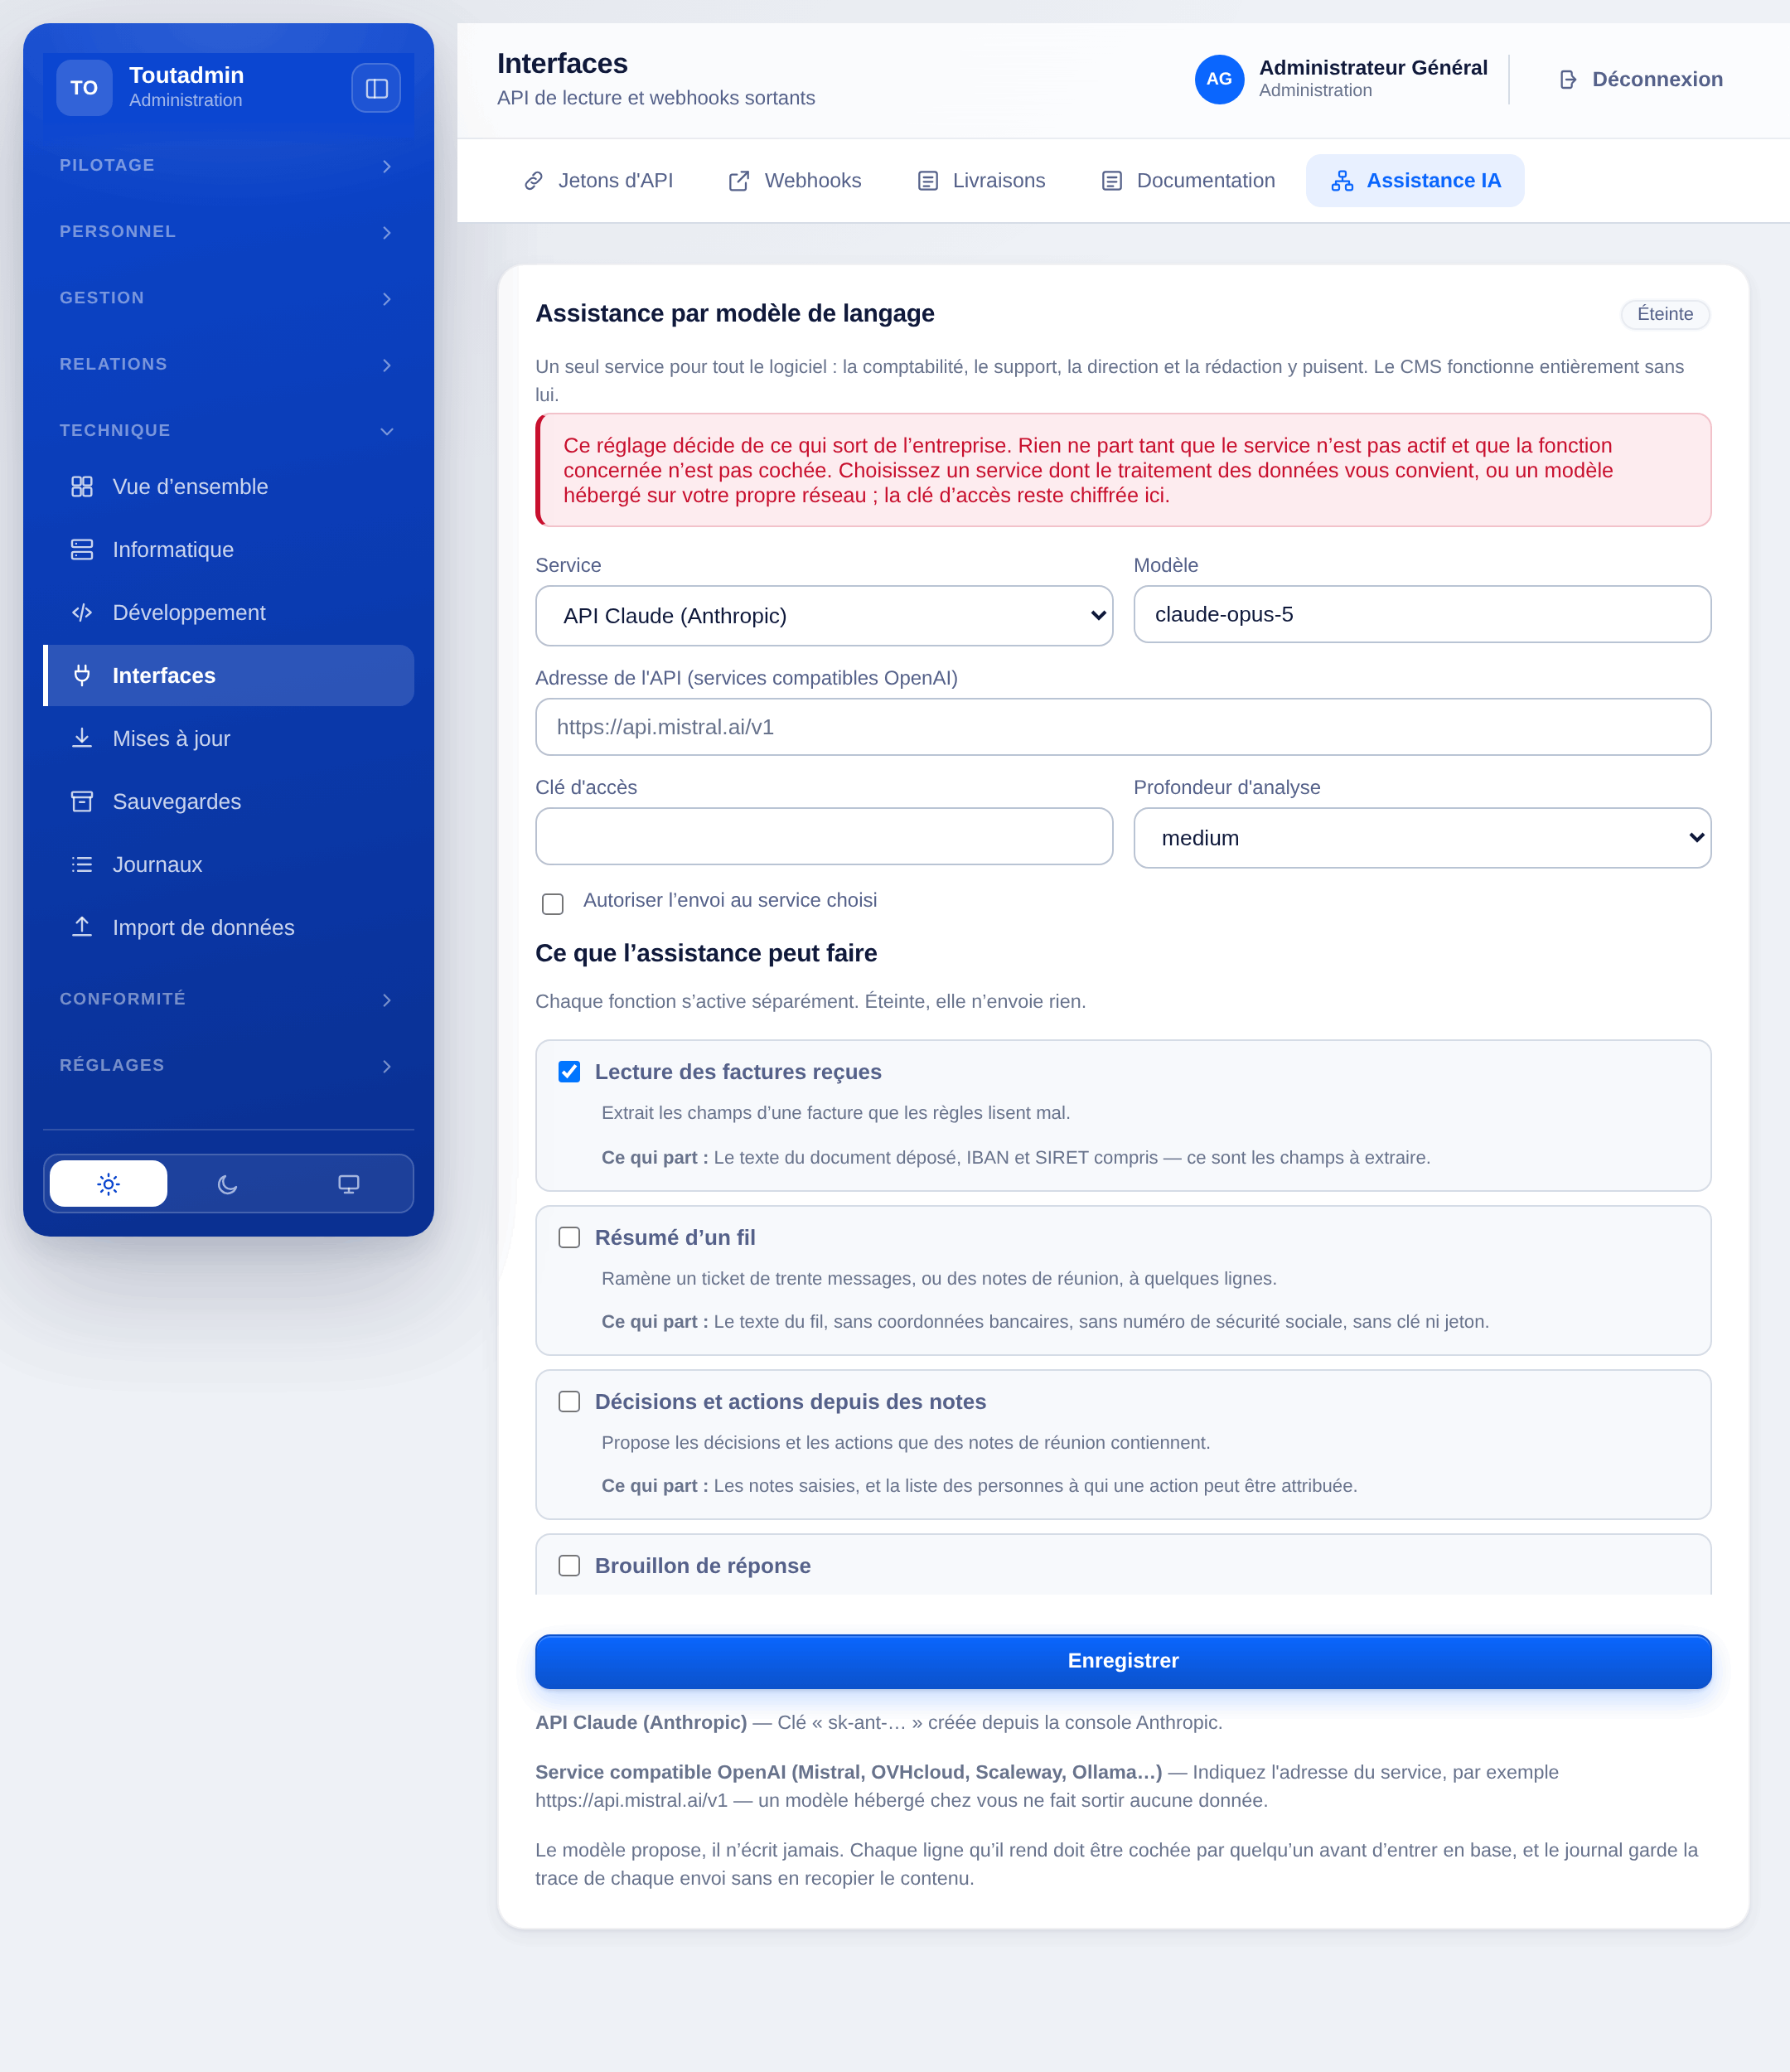 TO
Toutadmin
Administration
PILOTAGE
PERSONNEL
GESTION
RELATIONS
TECHNIQUE
Vue d’ensemble
Informatique
Développement
Interfaces
Mises à jour
Sauvegardes
Journaux
Import de données
CONFORMITÉ
RÉGLAGES
Interfaces
API de lecture et webhooks sortants
AG
Administrateur Général
Administration
Déconnexion
Jetons d'API
Webhooks
Livraisons
Documentation
Assistance IA
Assistance par modèle de langage
Éteinte
Un seul service pour tout le logiciel : la comptabilité, le support, la direction et la rédaction y puisent. Le CMS fonctionne entièrement sans
lui.
Ce réglage décide de ce qui sort de l’entreprise. Rien ne part tant que le service n’est pas actif et que la fonction
concernée n’est pas cochée. Choisissez un service dont le traitement des données vous convient, ou un modèle
hébergé sur votre propre réseau ; la clé d’accès reste chiffrée ici.
Service
Modèle
API Claude (Anthropic)
claude-opus-5
Adresse de l'API (services compatibles OpenAI)
https://api.mistral.ai/v1
Clé d'accès
Profondeur d'analyse
medium
Autoriser l’envoi au service choisi
Ce que l’assistance peut faire
Chaque fonction s’active séparément. Éteinte, elle n’envoie rien.
Lecture des factures reçues
Extrait les champs d’une facture que les règles lisent mal.
Ce qui part : Le texte du document déposé, IBAN et SIRET compris — ce sont les champs à extraire.
Résumé d’un fil
Ramène un ticket de trente messages, ou des notes de réunion, à quelques lignes.
Ce qui part : Le texte du fil, sans coordonnées bancaires, sans numéro de sécurité sociale, sans clé ni jeton.
Décisions et actions depuis des notes
Propose les décisions et les actions que des notes de réunion contiennent.
Ce qui part : Les notes saisies, et la liste des personnes à qui une action peut être attribuée.
Brouillon de réponse
Enregistrer
API Claude (Anthropic) — Clé « sk-ant-… » créée depuis la console Anthropic.
Service compatible OpenAI (Mistral, OVHcloud, Scaleway, Ollama…) — Indiquez l'adresse du service, par exemple
https://api.mistral.ai/v1 — un modèle hébergé chez vous ne fait sortir aucune donnée.
Le modèle propose, il n’écrit jamais. Chaque ligne qu’il rend doit être cochée par quelqu’un avant d’entrer en base, et le journal garde la
trace de chaque envoi sans en recopier le contenu.